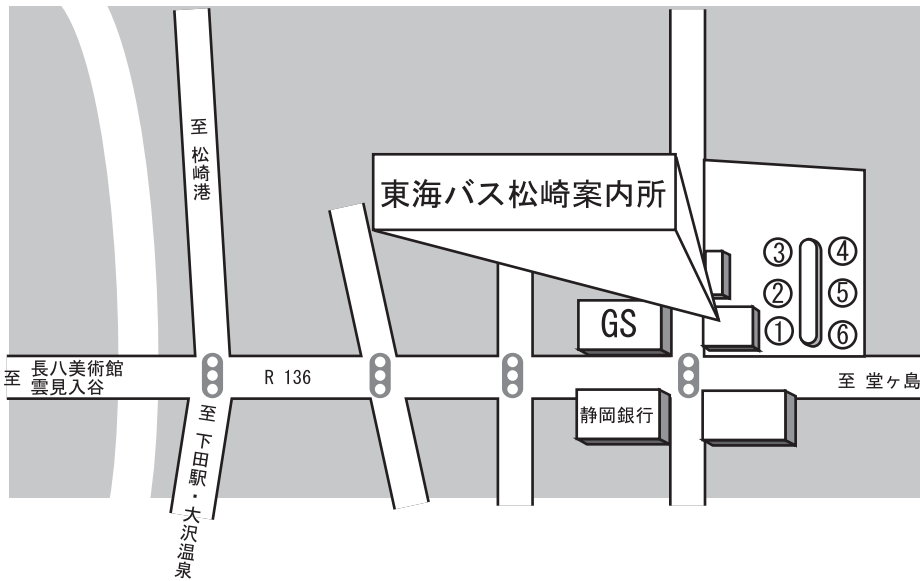 至 松崎港
東海バス松崎案内所
③ ④
② ⑤
① ⑥
GS
至 長八美術館
雲見入谷
R 136
至 堂ヶ島
静岡銀行
至 下田駅・大沢温泉